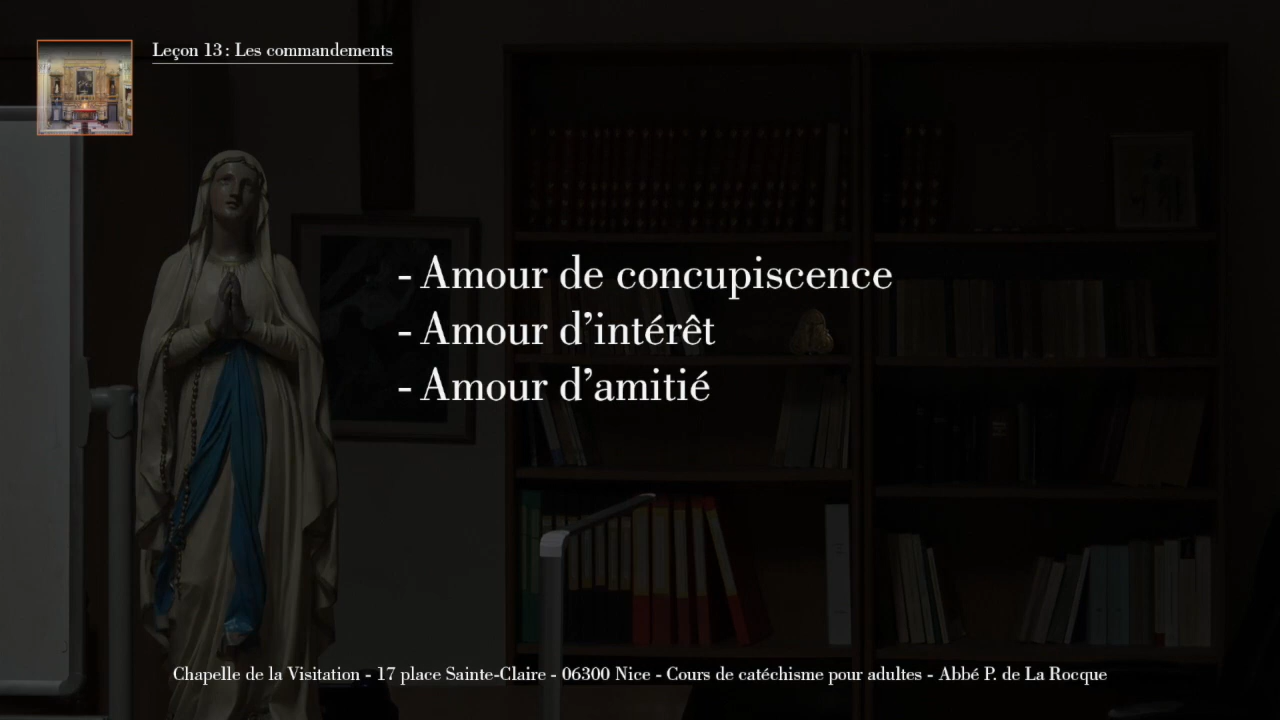 Leçon 13 : Les commandements
- Amour de concupiscence
- Amour d’intérêt
- Amour d’amitié
Chapelle de la Visitation - 17 place Sainte-Claire - 06300 Nice - Cours de catéchisme pour adultes - Abbé P. de La Rocque